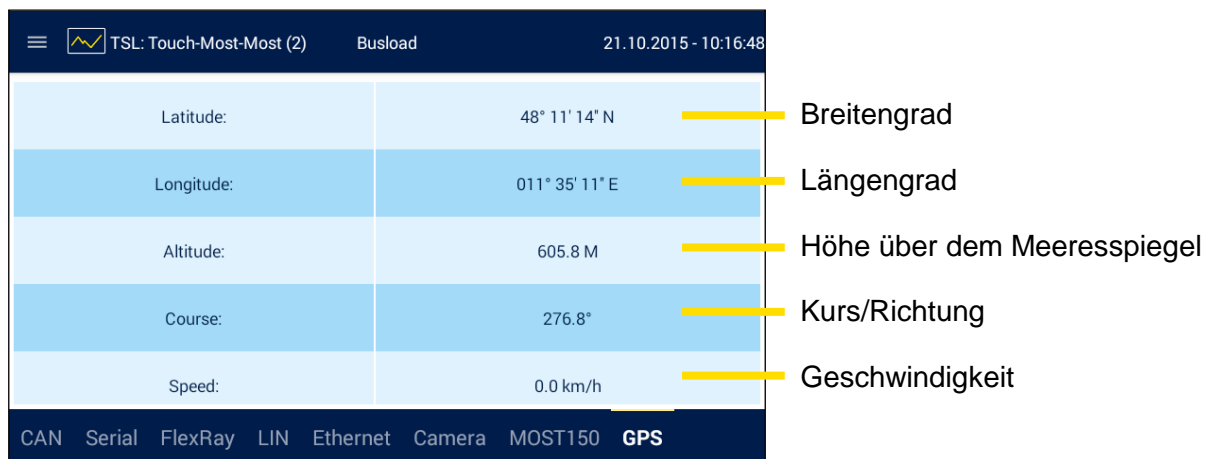 TSL: Touch-Most-Most (2) Busload 21.10.2015 - 10:16:48
Latitude: 48° 11' 14" N Breitengrad
Longitude: 011° 35' 11" E Längengrad
Altitude: 605.8 M Höhe über dem Meeresspiegel
Course: 276.8° Kurs/Richtung
Speed: 0.0 km/h Geschwindigkeit
CAN Serial FlexRay LIN Ethernet Camera MOST150 GPS